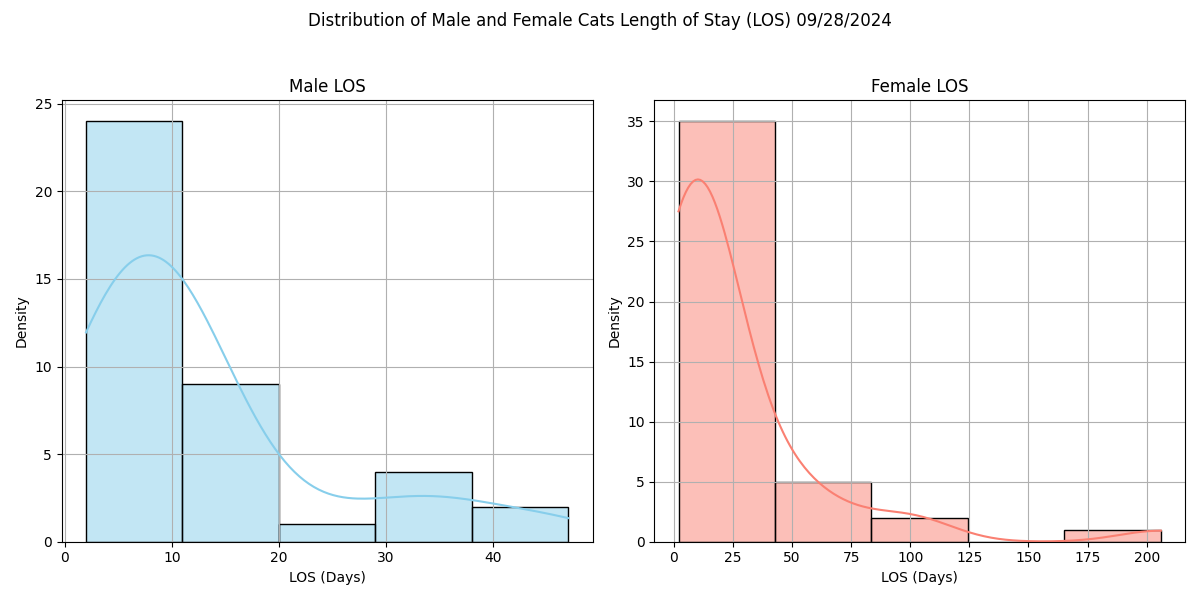 Distribution of Male and Female Cats Length of Stay (LOS) 09/28/2024
Male LOS
25
20
15
10
5
0
Density
0 10 20 30 40
LOS (Days)
Female LOS
35
30
25
20
15
10
5
0
Density
0 25 50 75 100 125 150 175 200
LOS (Days)